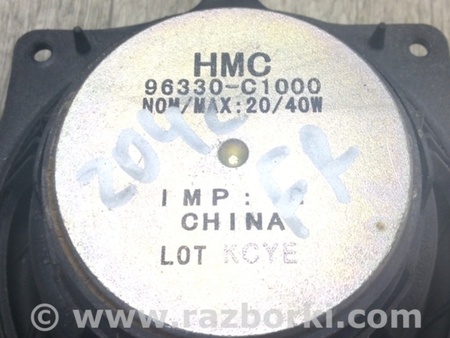 HMC
96330-C1000
NOM/MAX:20/40W
IMP:
CHINA
LOT KCYE
www.razborki.com